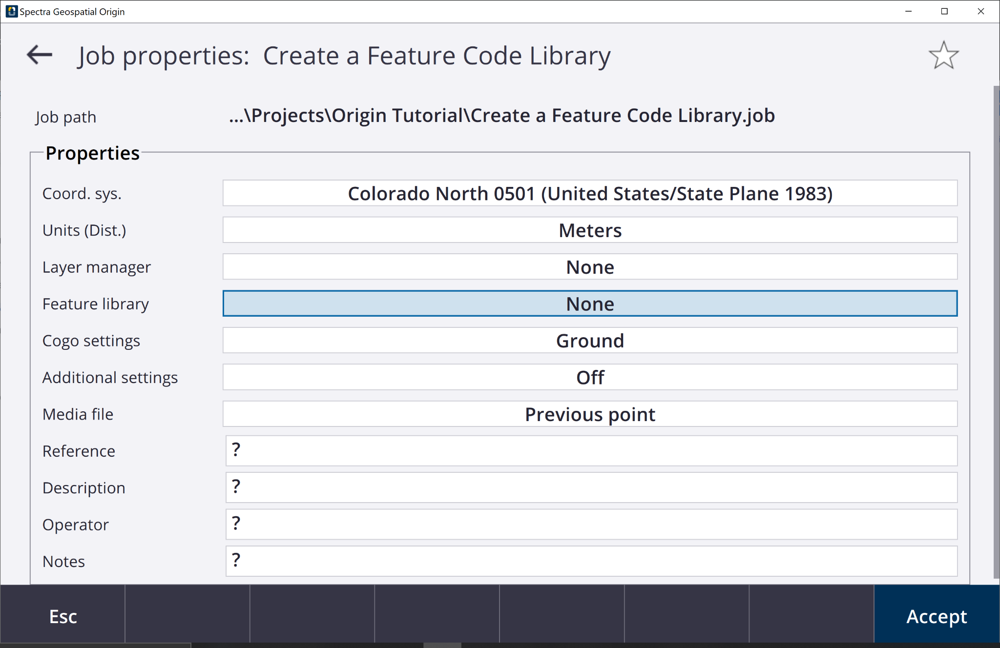 Spectra Geospatial Origin
Job properties: Create a Feature Code Library
Job path ...\Projects\Origin Tutorial\Create a Feature Code Library.job
Properties
Coord. sys. Colorado North 0501 (United States/State Plane 1983)
Units (Dist.) Meters
Layer manager None
Feature library None
Cogo settings Ground
Additional settings Off
Media file Previous point
Reference ?
Description ?
Operator ?
Notes ?
Esc Accept